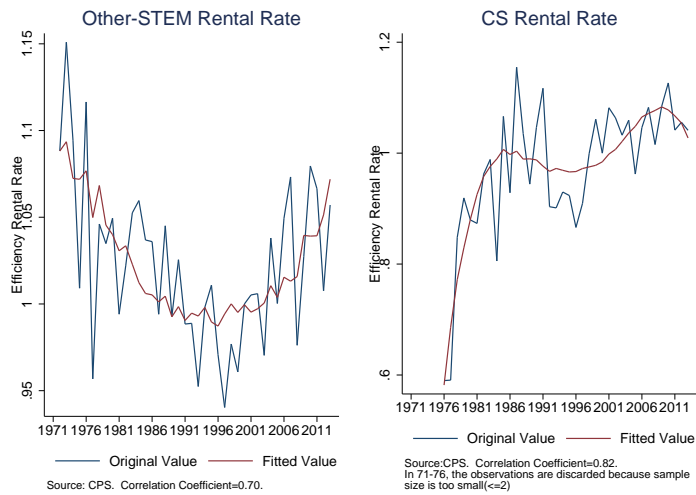 Other-STEM Rental Rate
Efficiency Rental Rate
1.15
1.1
1.05
1
.95
1971 1976 1981 1986 1991 1996 2001 2006 2011
Original Value Fitted Value
Source: CPS. Correlation Coefficient=0.70.
CS Rental Rate
Efficiency Rental Rate
1.2
1
.8
.6
1971 1976 1981 1986 1991 1996 2001 2006 2011
Original Value Fitted Value
Source:CPS. Correlation Coefficient=0.82.
In 71-76, the observations are discarded because sample
size is too small(<=2)